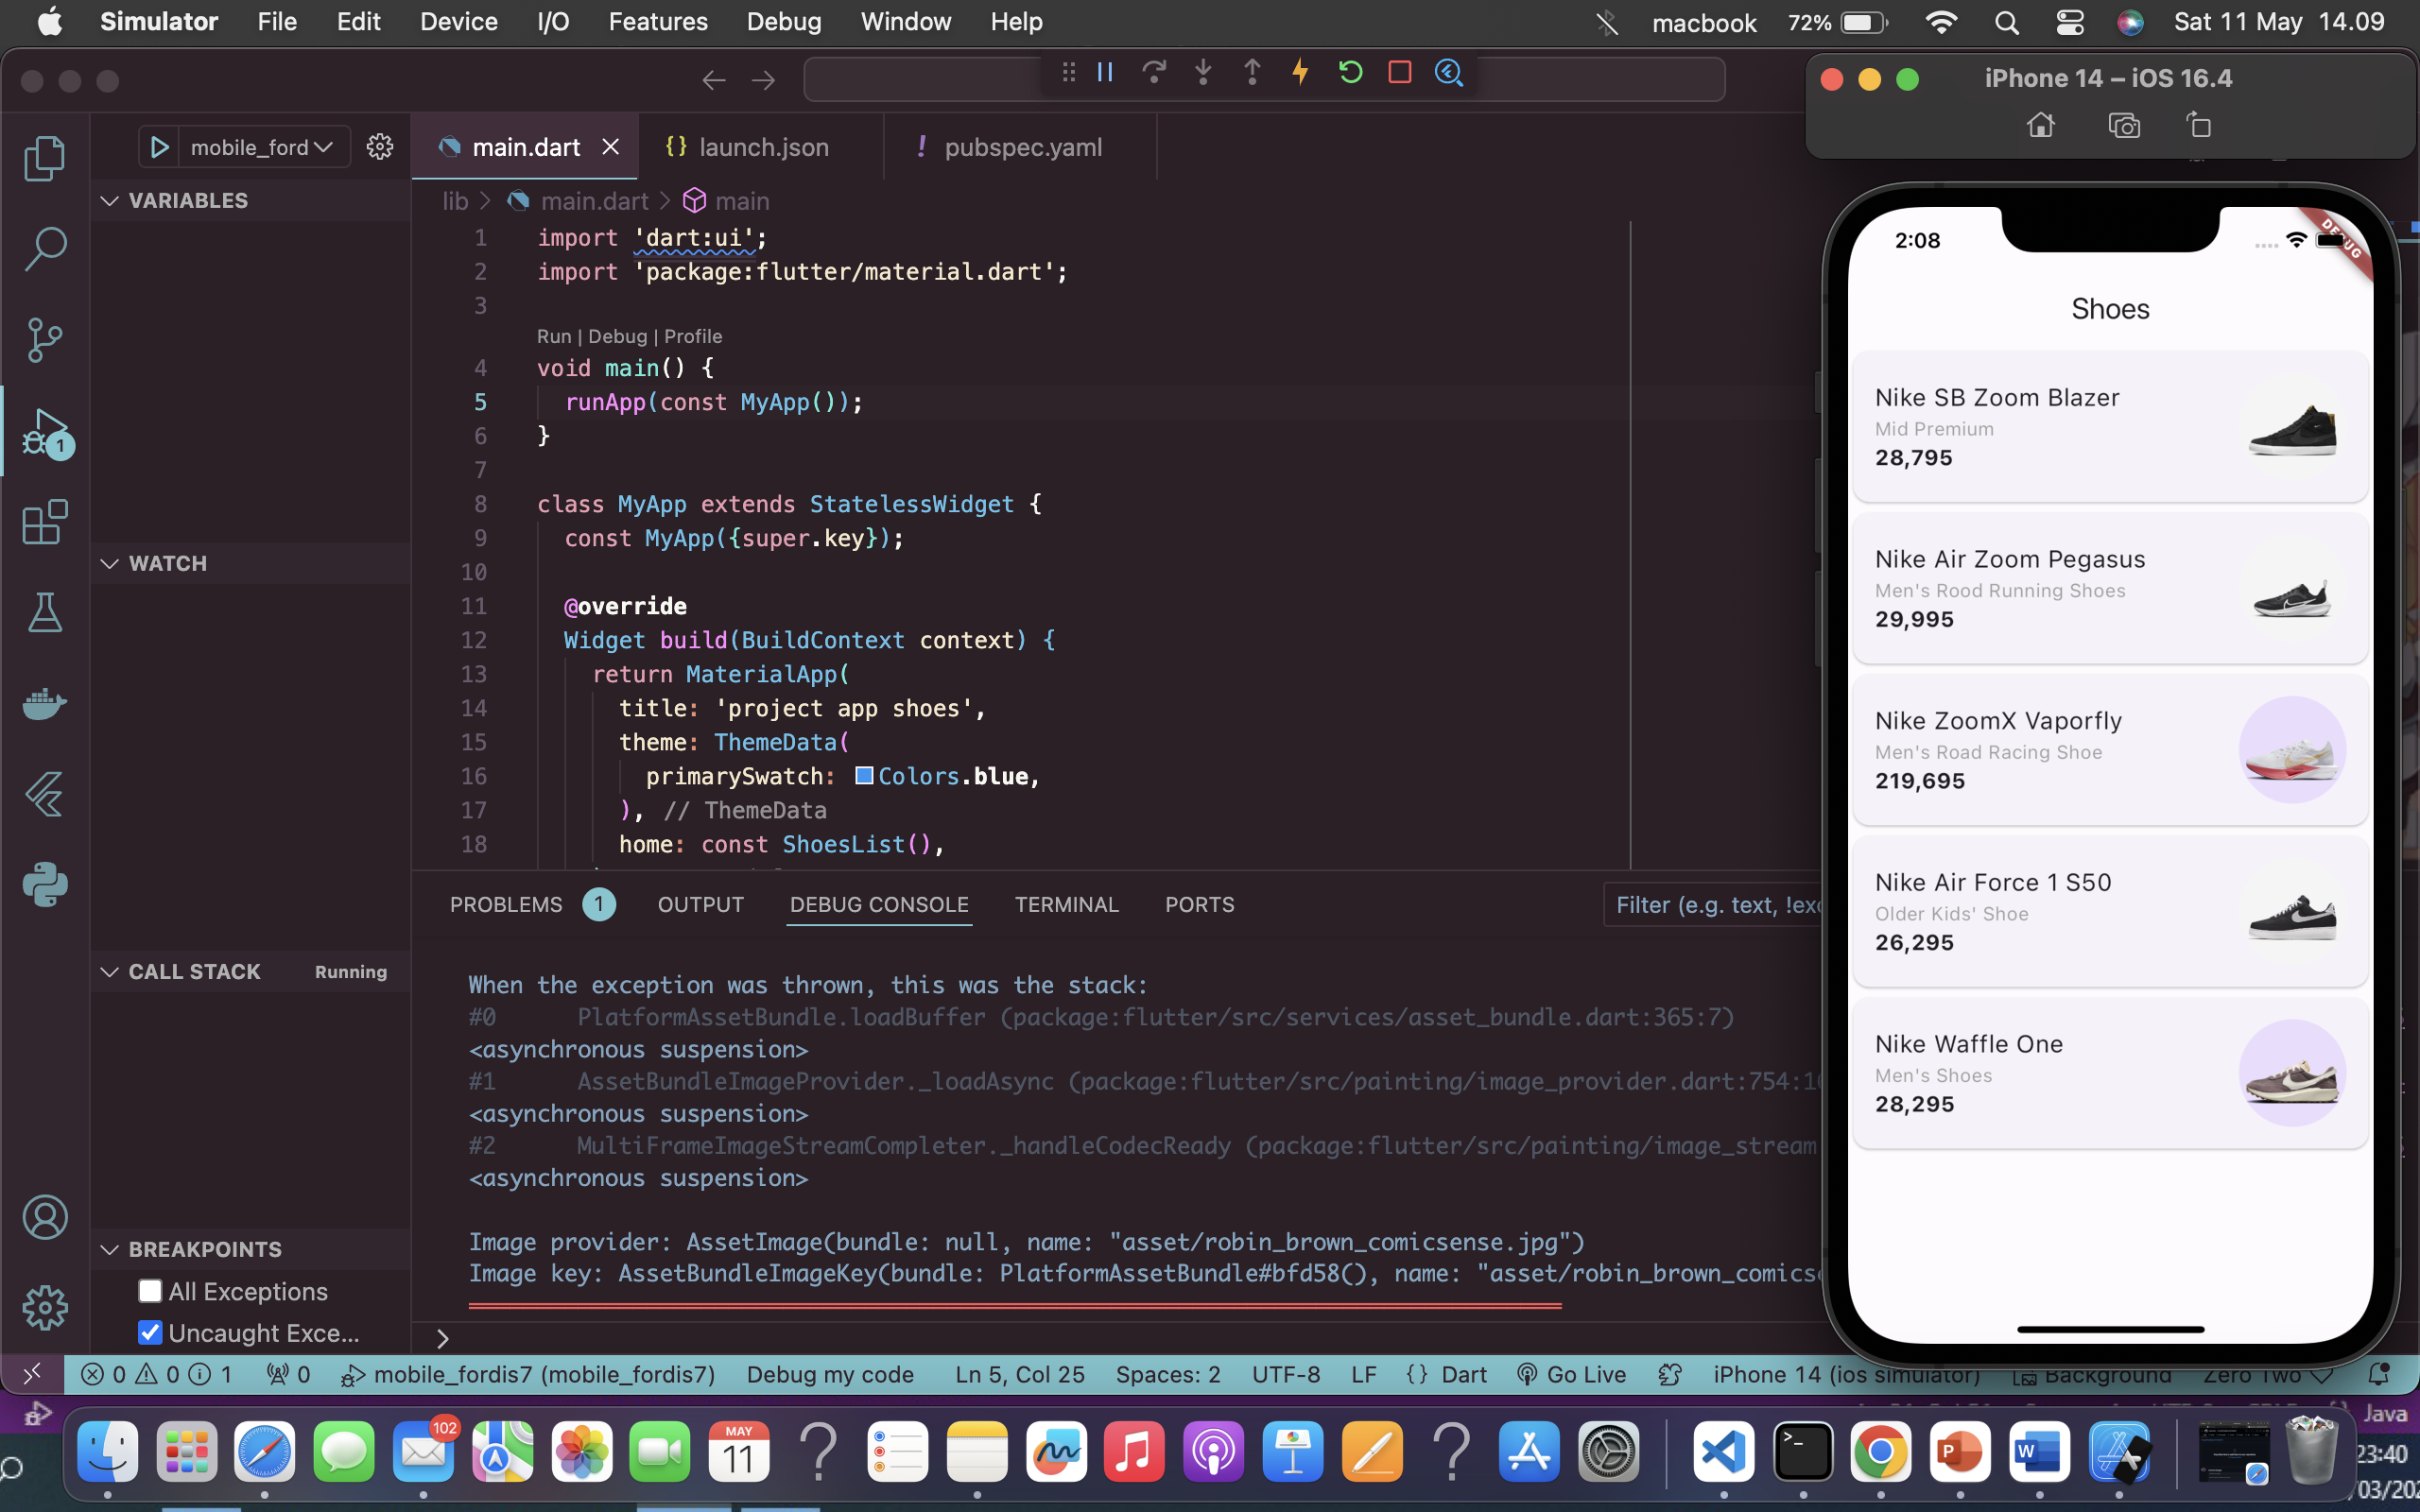 Simulator File Edit Device I/O Features Debug Window Help macbook 72% Sat 11 May 14.09
iPhone 14 – iOS 16.4
mobile_ford
main.dart
{} launch.json
! pubspec.yaml
VARIABLES
lib > main.dart > main
1 import 'dart:ui';
2 import 'package:flutter/material.dart';
3
Run | Debug | Profile
4 void main() {
5 runApp(const MyApp());
6 }
7
8 class MyApp extends StatelessWidget {
9 const MyApp({super.key});
10
11 @override
12 Widget build(BuildContext context) {
13 return MaterialApp(
14 title: 'project app shoes',
15 theme: ThemeData(
16 primarySwatch: Colors.blue,
17 ), // ThemeData
18 home: const ShoesList(),
WATCH
CALL STACK Running
BREAKPOINTS
All Exceptions
Uncaught Exce...
1
PROBLEMS 1 OUTPUT DEBUG CONSOLE TERMINAL PORTS
Filter (e.g. text, !exc
When the exception was thrown, this was the stack:
#0 PlatformAssetBundle.loadBuffer (package:flutter/src/services/asset_bundle.dart:365:7)
<asynchronous suspension>
#1 AssetBundleImageProvider._loadAsync (package:flutter/src/painting/image_provider.dart:754:1
<asynchronous suspension>
#2 MultiFrameImageStreamCompleter._handleCodecReady (package:flutter/src/painting/image_stream
<asynchronous suspension>
Image provider: AssetImage(bundle: null, name: "asset/robin_brown_comicsense.jpg")
Image key: AssetBundleImageKey(bundle: PlatformAssetBundle#bfd58(), name: "asset/robin_brown_comicse
>
2:08
DEBUG
Shoes
Nike SB Zoom Blazer
Mid Premium
28,795
Nike Air Zoom Pegasus
Men's Rood Running Shoes
29,995
Nike ZoomX Vaporfly
Men's Road Racing Shoe
219,695
Nike Air Force 1 S50
Older Kids' Shoe
26,295
Nike Waffle One
Men's Shoes
28,295
0 0 1 0 mobile_fordis7 (mobile_fordis7) Debug my code Ln 5, Col 25 Spaces: 2 UTF-8 LF {} Dart Go Live iPhone 14 (ios simulator) Background Zero Two
Java
102
MAY
11
23:40
/03/202